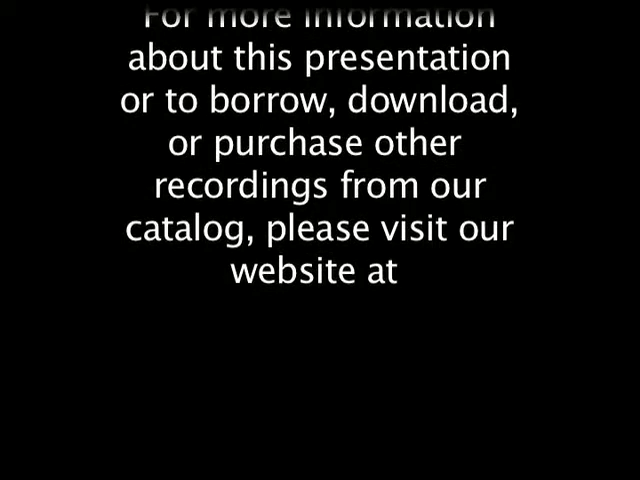 For more information
about this presentation
or to borrow, download,
or purchase other
recordings from our
catalog, please visit our
website at